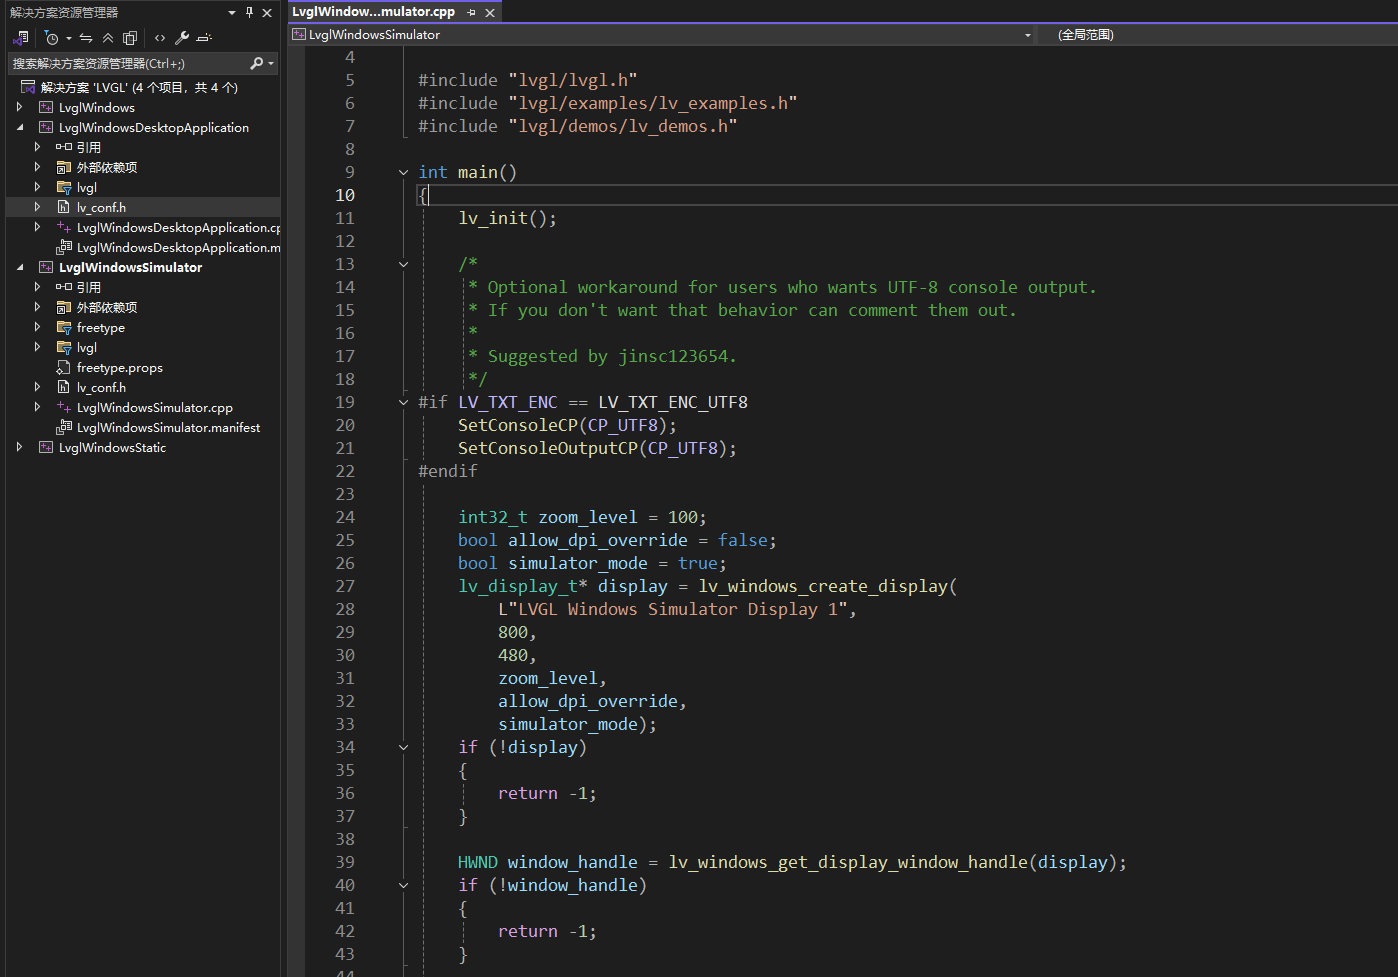 解决方案资源管理器
搜索解决方案资源管理器(Ctrl+;)
解决方案 'LVGL' (4 个项目，共 4 个)
LvglWindows
LvglWindowsDesktopApplication
引用
外部依赖项
lvgl
lv_conf.h
LvglWindowsDesktopApplication.cp
LvglWindowsDesktopApplication.m
LvglWindowsSimulator
引用
外部依赖项
freetype
lvgl
freetype.props
lv_conf.h
LvglWindowsSimulator.cpp
LvglWindowsSimulator.manifest
LvglWindowsStatic
LvglWindow...mulator.cpp
LvglWindowsSimulator (全局范围)
4
5 #include "lvgl/lvgl.h"
6 #include "lvgl/examples/lv_examples.h"
7 #include "lvgl/demos/lv_demos.h"
8
9 int main()
10 {
11 lv_init();
12
13 /*
14 * Optional workaround for users who wants UTF-8 console output.
15 * If you don't want that behavior can comment them out.
16 *
17 * Suggested by jinsc123654.
18 */
19 #if LV_TXT_ENC == LV_TXT_ENC_UTF8
20 SetConsoleCP(CP_UTF8);
21 SetConsoleOutputCP(CP_UTF8);
22 #endif
23
24 int32_t zoom_level = 100;
25 bool allow_dpi_override = false;
26 bool simulator_mode = true;
27 lv_display_t* display = lv_windows_create_display(
28 L"LVGL Windows Simulator Display 1",
29 800,
30 480,
31 zoom_level,
32 allow_dpi_override,
33 simulator_mode);
34 if (!display)
35 {
36 return -1;
37 }
38
39 HWND window_handle = lv_windows_get_display_window_handle(display);
40 if (!window_handle)
41 {
42 return -1;
43 }
44